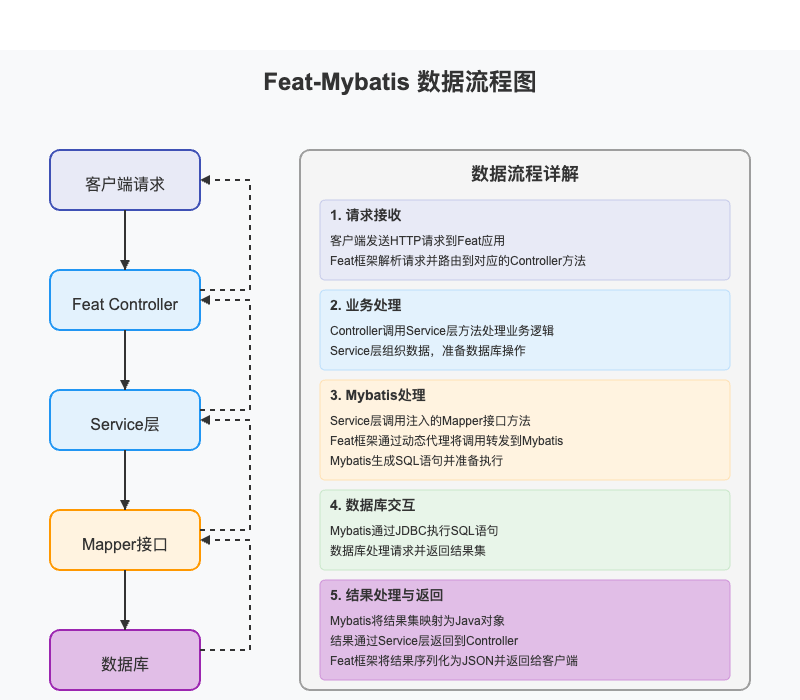 Feat-Mybatis 数据流程图
客户端请求
Feat Controller
Service层
Mapper接口
数据库
数据流程详解
1. 请求接收
客户端发送HTTP请求到Feat应用
Feat框架解析请求并路由到对应的Controller方法
2. 业务处理
Controller调用Service层方法处理业务逻辑
Service层组织数据，准备数据库操作
3. Mybatis处理
Service层调用注入的Mapper接口方法
Feat框架通过动态代理将调用转发到Mybatis
Mybatis生成SQL语句并准备执行
4. 数据库交互
Mybatis通过JDBC执行SQL语句
数据库处理请求并返回结果集
5. 结果处理与返回
Mybatis将结果集映射为Java对象
结果通过Service层返回到Controller
Feat框架将结果序列化为JSON并返回给客户端